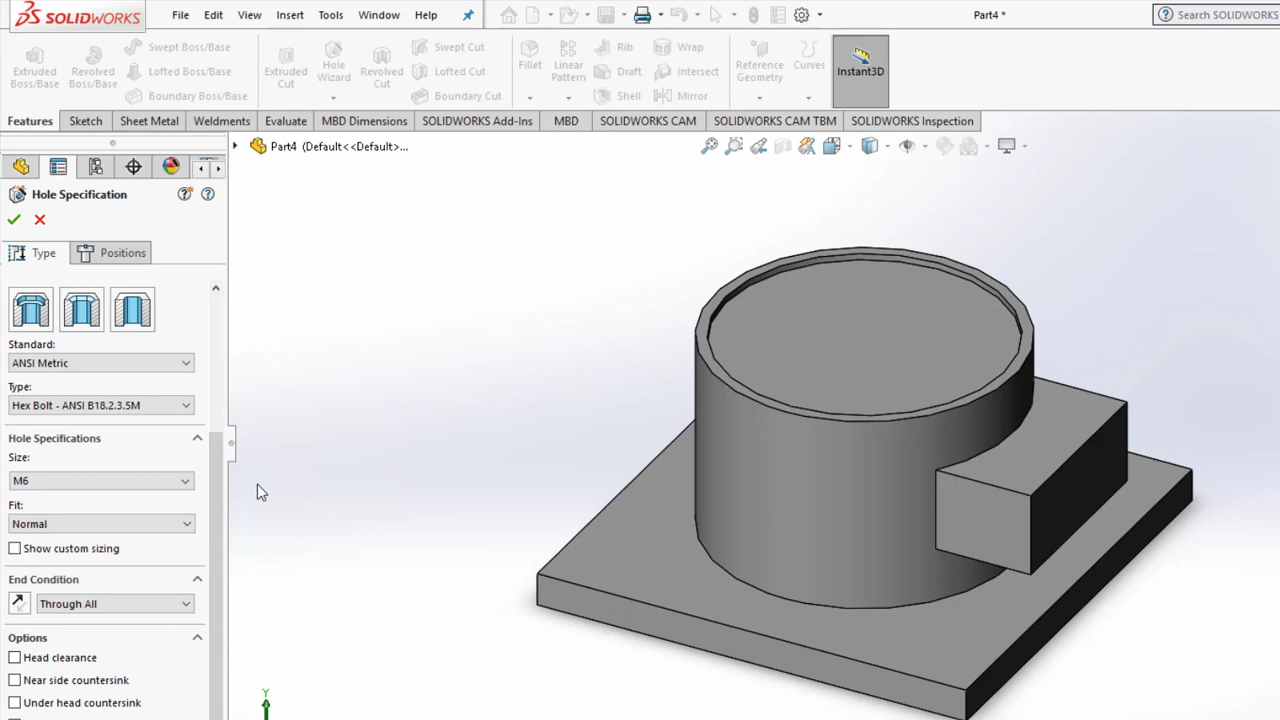 SOLIDWORKS File Edit View Insert Tools Window Help Part4 * Search SOLIDWORKS
Extruded Boss/Base
Revolved Boss/Base
Swept Boss/Base
Lofted Boss/Base
Boundary Boss/Base
Extruded Cut
Hole Wizard
Revolved Cut
Swept Cut
Lofted Cut
Boundary Cut
Fillet
Linear Pattern
Rib
Draft
Shell
Wrap
Intersect
Mirror
Reference Geometry
Curves
Instant3D
Features Sketch Sheet Metal Weldments Evaluate MBD Dimensions SOLIDWORKS Add-Ins MBD SOLIDWORKS CAM SOLIDWORKS CAM TBM SOLIDWORKS Inspection
Part4 (Default<<Default>...
Hole Specification
Type Positions
Standard:
ANSI Metric
Type:
Hex Bolt - ANSI B18.2.3.5M
Hole Specifications
Size:
M6
Fit:
Normal
Show custom sizing
End Condition
Through All
Options
Head clearance
Near side countersink
Under head countersink
Y